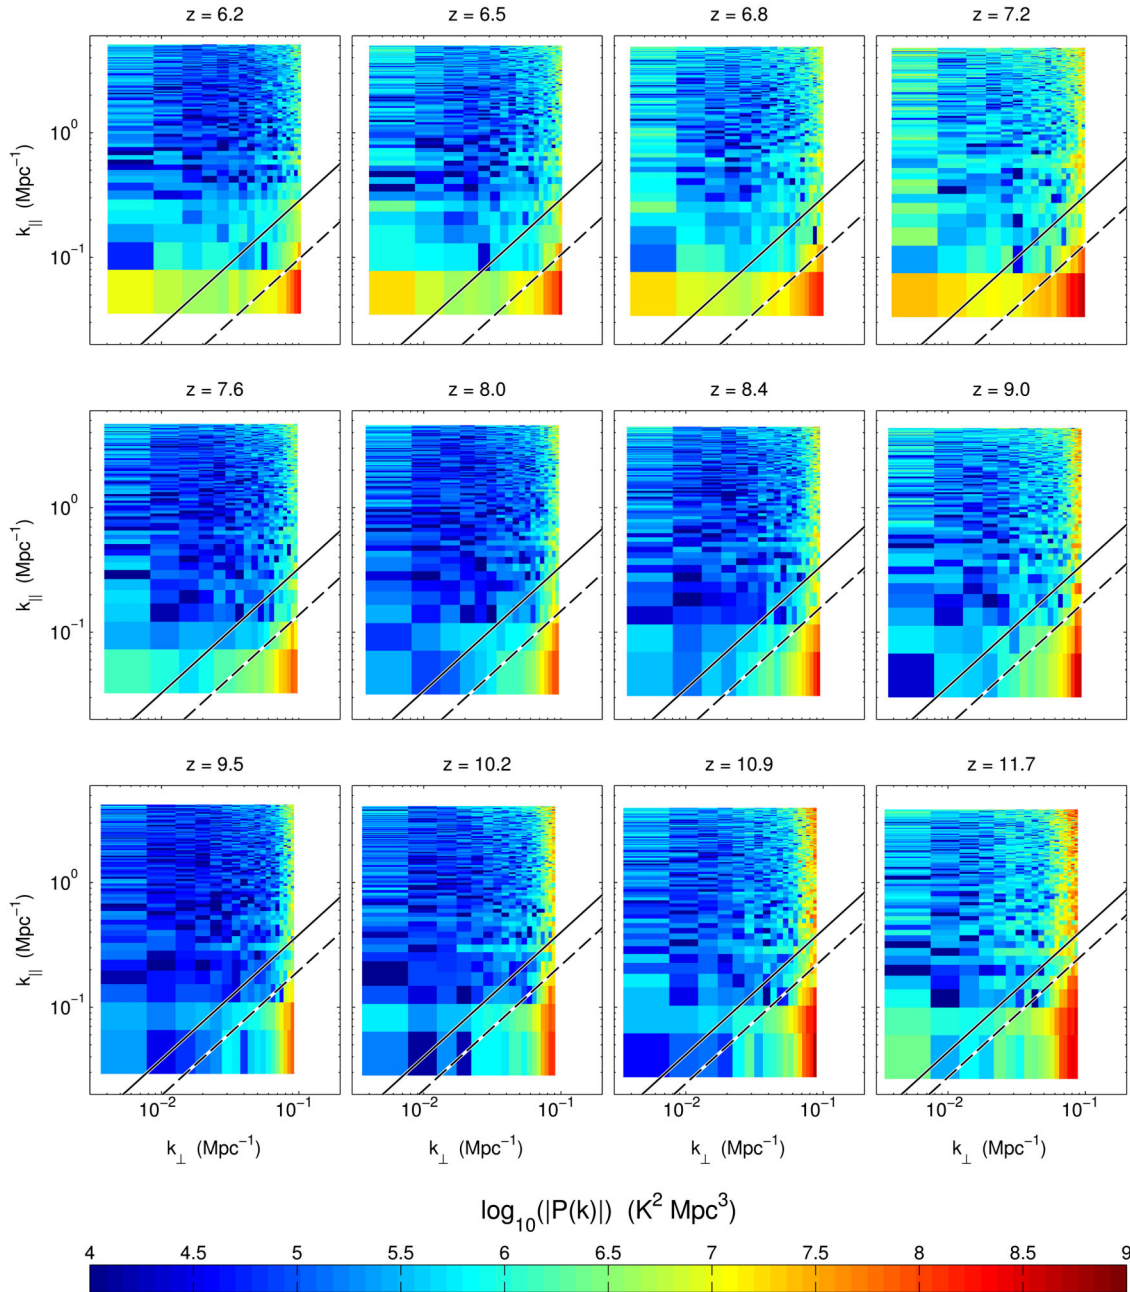 z = 6.2 z = 6.5 z = 6.8 z = 7.2
k∥ (Mpc⁻¹)
10⁰
10⁻¹
z = 7.6 z = 8.0 z = 8.4 z = 9.0
k∥ (Mpc⁻¹)
10⁰
10⁻¹
z = 9.5 z = 10.2 z = 10.9 z = 11.7
k∥ (Mpc⁻¹)
10⁰
10⁻¹
10⁻² 10⁻¹ 10⁻² 10⁻¹ 10⁻² 10⁻¹ 10⁻² 10⁻¹
k⊥ (Mpc⁻¹) k⊥ (Mpc⁻¹) k⊥ (Mpc⁻¹) k⊥ (Mpc⁻¹)
log₁₀(|P(k)|) (K² Mpc³)
4 4.5 5 5.5 6 6.5 7 7.5 8 8.5 9